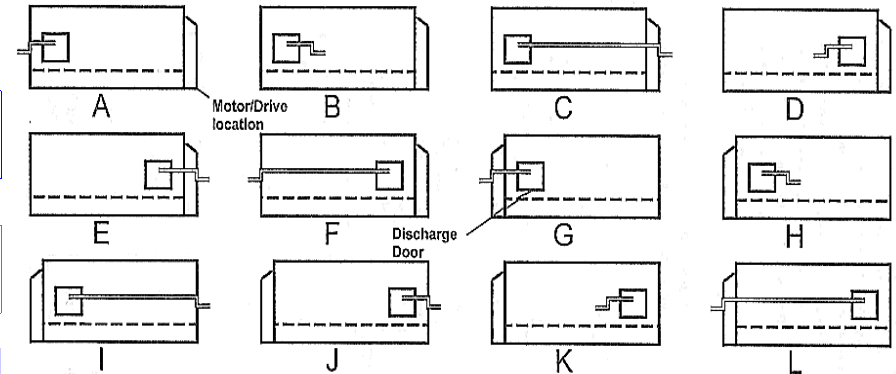 A
B
C
D
Motor/Drive
location
E
F
G
H
Discharge
Door
I
J
K
L